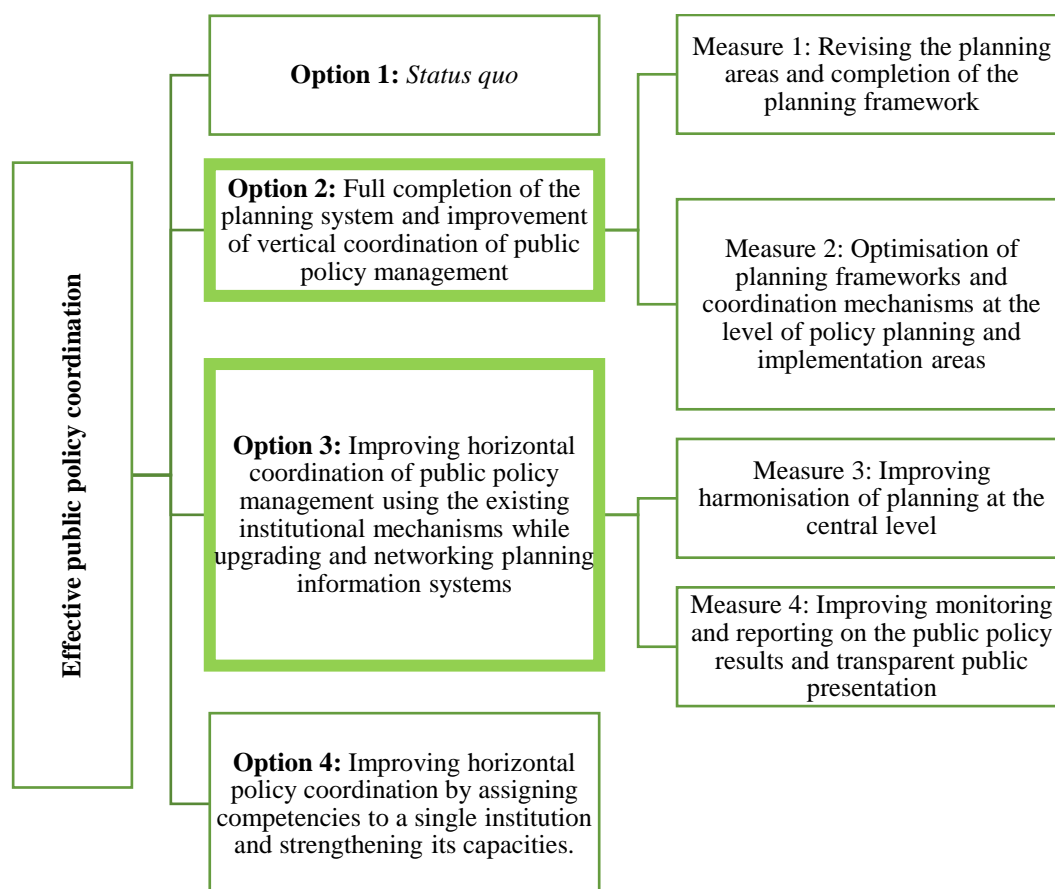 Effective public policy coordination
Option 1: Status quo
Option 2: Full completion of the
planning system and improvement
of vertical coordination of public
policy management
Option 3: Improving horizontal
coordination of public policy
management using the existing
institutional mechanisms while
upgrading and networking planning
information systems
Option 4: Improving horizontal
policy coordination by assigning
competencies to a single institution
and strengthening its capacities.
Measure 1: Revising the planning
areas and completion of the
planning framework
Measure 2: Optimisation of
planning frameworks and
coordination mechanisms at the
level of policy planning and
implementation areas
Measure 3: Improving
harmonisation of planning at the
central level
Measure 4: Improving monitoring
and reporting on the public policy
results and transparent public
presentation